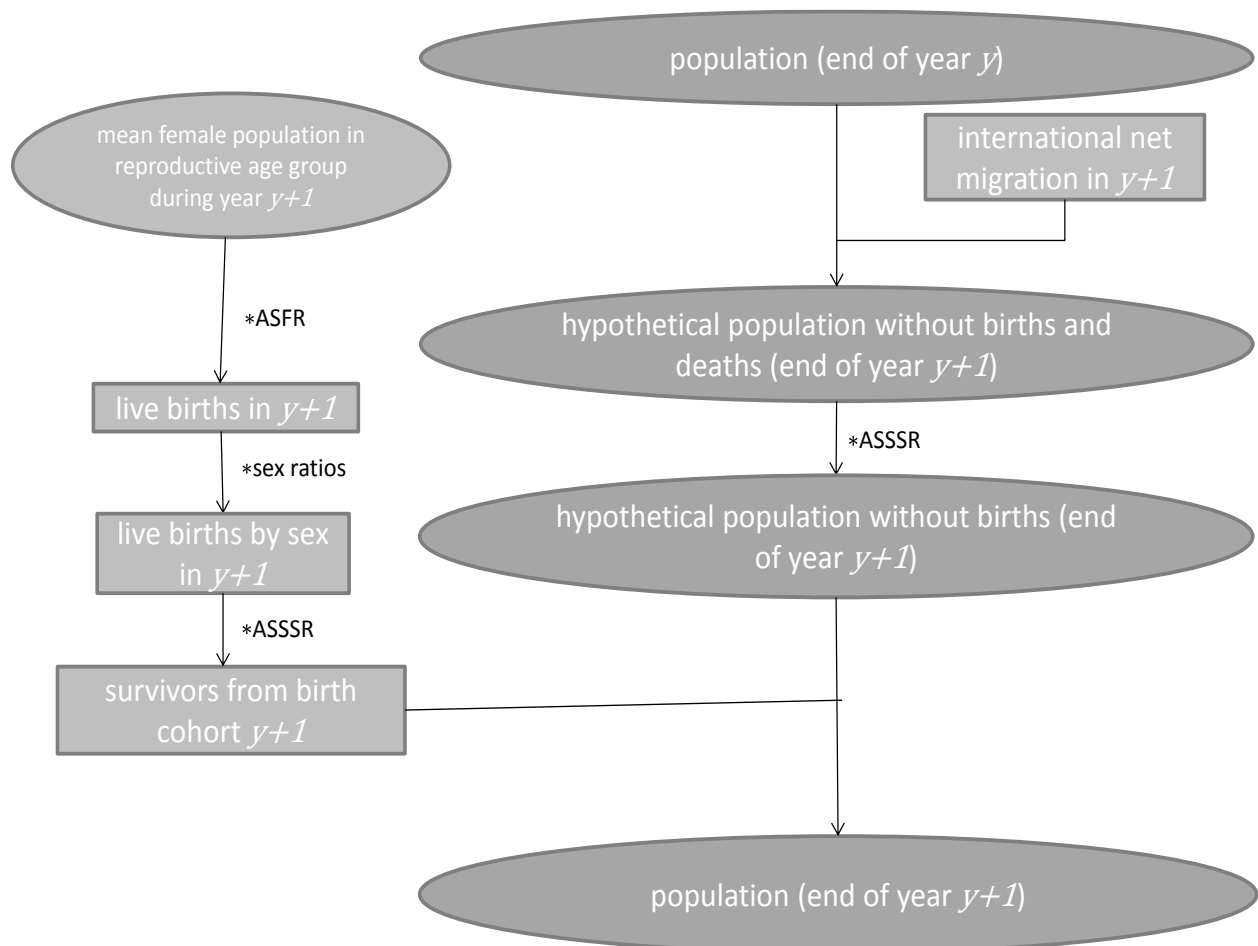 population (end of year y)
mean female population in
reproductive age group
during year y+1
international net
migration in y+1
*ASFR
hypothetical population without births and
deaths (end of year y+1)
live births in y+1
*ASSSR
*sex ratios
hypothetical population without births (end
of year y+1)
live births by sex
in y+1
*ASSSR
survivors from birth
cohort y+1
population (end of year y+1)